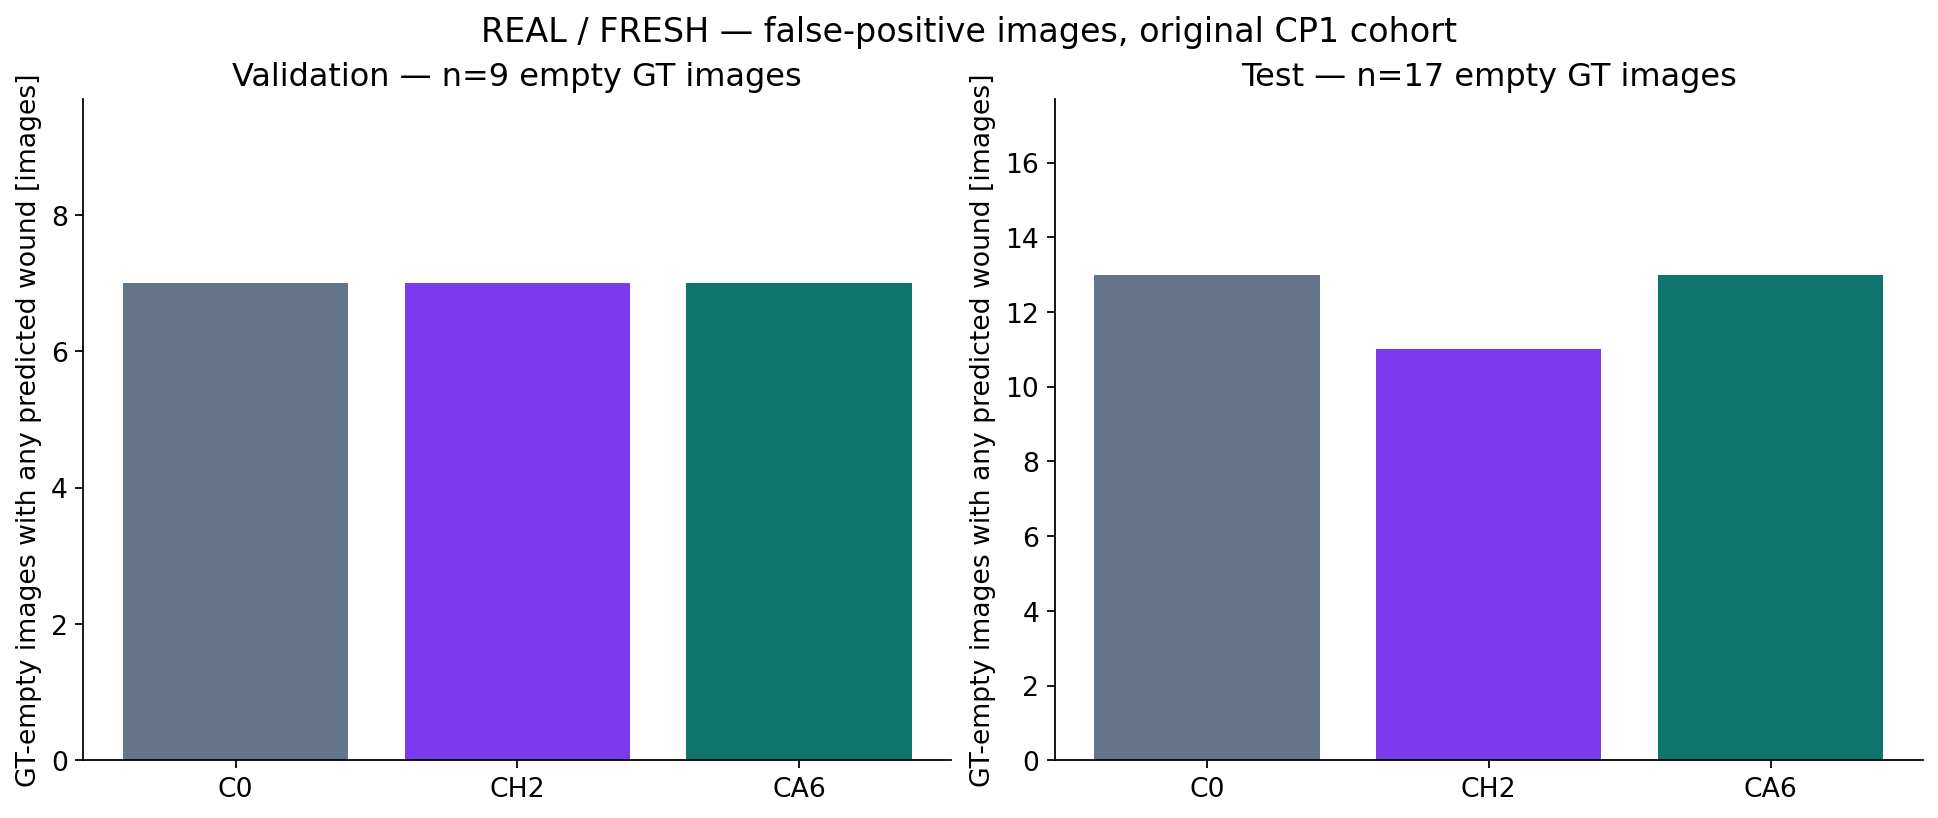 REAL / FRESH — false-positive images, original CP1 cohort
Validation — n=9 empty GT images
GT-empty images with any predicted wound [images]
8
6
4
2
0
C0 CH2 CA6
Test — n=17 empty GT images
GT-empty images with any predicted wound [images]
16
14
12
10
8
6
4
2
0
C0 CH2 CA6